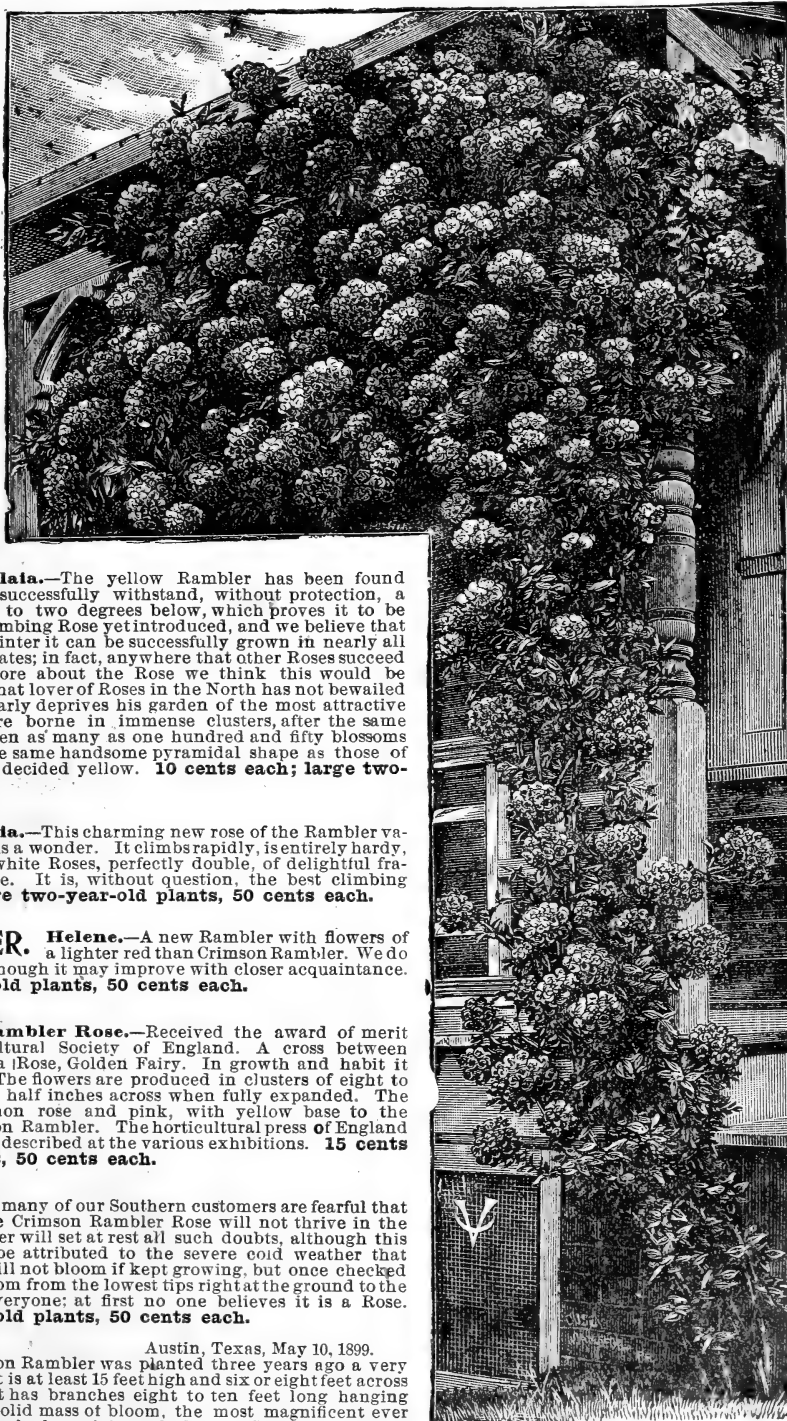 laia.—The yellow Rambler has been found
successfully withstand, without protection, a
to two degrees below, which proves it to be
mbing Rose yet introduced, and we believe that
inter it can be successfully grown in nearly all
ates; in fact, anywhere that other Roses succeed
ore about the Rose we think this would be
hat lover of Roses in the North has not bewailed
arly deprives his garden of the most attractive
re borne in immense clusters, after the same
en as many as one hundred and fifty blossoms
e same handsome pyramidal shape as those of
decided yellow. 10 cents each; large two-
ia.—This charming new rose of the Rambler va-
s a wonder. It climbs rapidly, is entirely hardy,
white Roses, perfectly double, of delightful fra-
e. It is, without question, the best climbing
e two-year-old plants, 50 cents each.
ER. Helene.—A new Rambler with flowers of
a lighter red than Crimson Rambler. We do
hough it may improve with closer acquaintance.
ld plants, 50 cents each.
ambler Rose.—Received the award of merit
ltural Society of England. A cross between
a Rose, Golden Fairy. In growth and habit it
The flowers are produced in clusters of eight to
half inches across when fully expanded. The
on rose and pink, with yellow base to the
on Rambler. The horticultural press of England
described at the various exhibitions. 15 cents
, 50 cents each.
many of our Southern customers are fearful that
e Crimson Rambler Rose will not thrive in the
er will set at rest all such doubts, although this
be attributed to the severe cold weather that
ill not bloom if kept growing, but once checked
om from the lowest tips right at the ground to the
veryone; at first no one believes it is a Rose.
old plants, 50 cents each.
Austin, Texas, May 10, 1899.
on Rambler was planted three years ago a very
t is at least 15 feet high and six or eight feet across
t has branches eight to ten feet long hanging
olid mass of bloom, the most magnificent ever